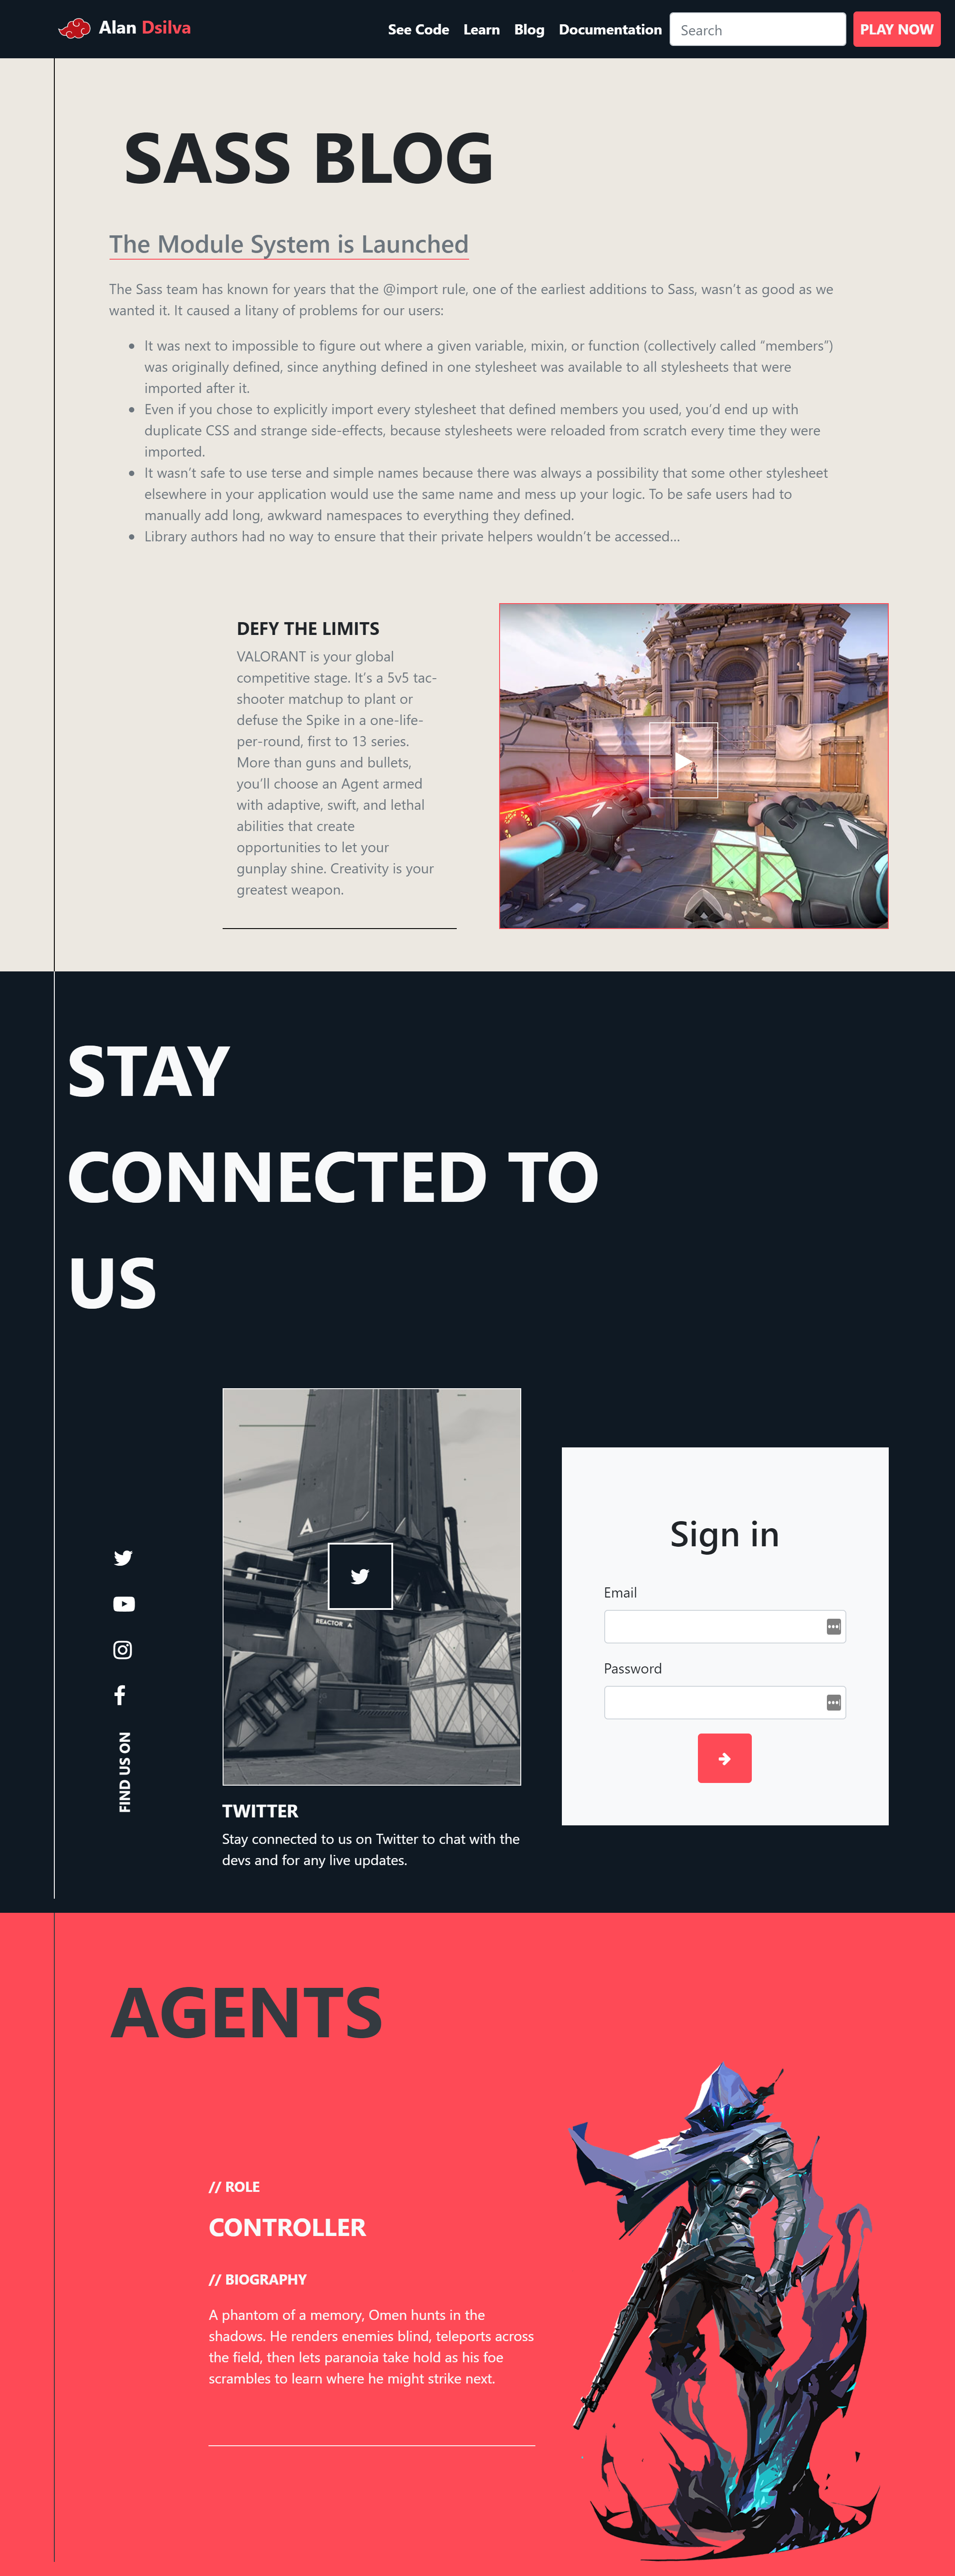 Alan Dsilva
See Code Learn Blog Documentation Search PLAY NOW
SASS BLOG
The Module System is Launched
The Sass team has known for years that the @import rule, one of the earliest additions to Sass, wasn’t as good as we
wanted it. It caused a litany of problems for our users:
It was next to impossible to figure out where a given variable, mixin, or function (collectively called “members”)
was originally defined, since anything defined in one stylesheet was available to all stylesheets that were
imported after it.
Even if you chose to explicitly import every stylesheet that defined members you used, you’d end up with
duplicate CSS and strange side-effects, because stylesheets were reloaded from scratch every time they were
imported.
It wasn’t safe to use terse and simple names because there was always a possibility that some other stylesheet
elsewhere in your application would use the same name and mess up your logic. To be safe users had to
manually add long, awkward namespaces to everything they defined.
Library authors had no way to ensure that their private helpers wouldn’t be accessed…
DEFY THE LIMITS
VALORANT is your global
competitive stage. It’s a 5v5 tac-
shooter matchup to plant or
defuse the Spike in a one-life-
per-round, first to 13 series.
More than guns and bullets,
you’ll choose an Agent armed
with adaptive, swift, and lethal
abilities that create
opportunities to let your
gunplay shine. Creativity is your
greatest weapon.
STAY
CONNECTED TO
US
FIND US ON
A
REACTOR A
TWITTER
Stay connected to us on Twitter to chat with the
devs and for any live updates.
Sign in
Email
Password
AGENTS
// ROLE
CONTROLLER
// BIOGRAPHY
A phantom of a memory, Omen hunts in the
shadows. He renders enemies blind, teleports across
the field, then lets paranoia take hold as his foe
scrambles to learn where he might strike next.